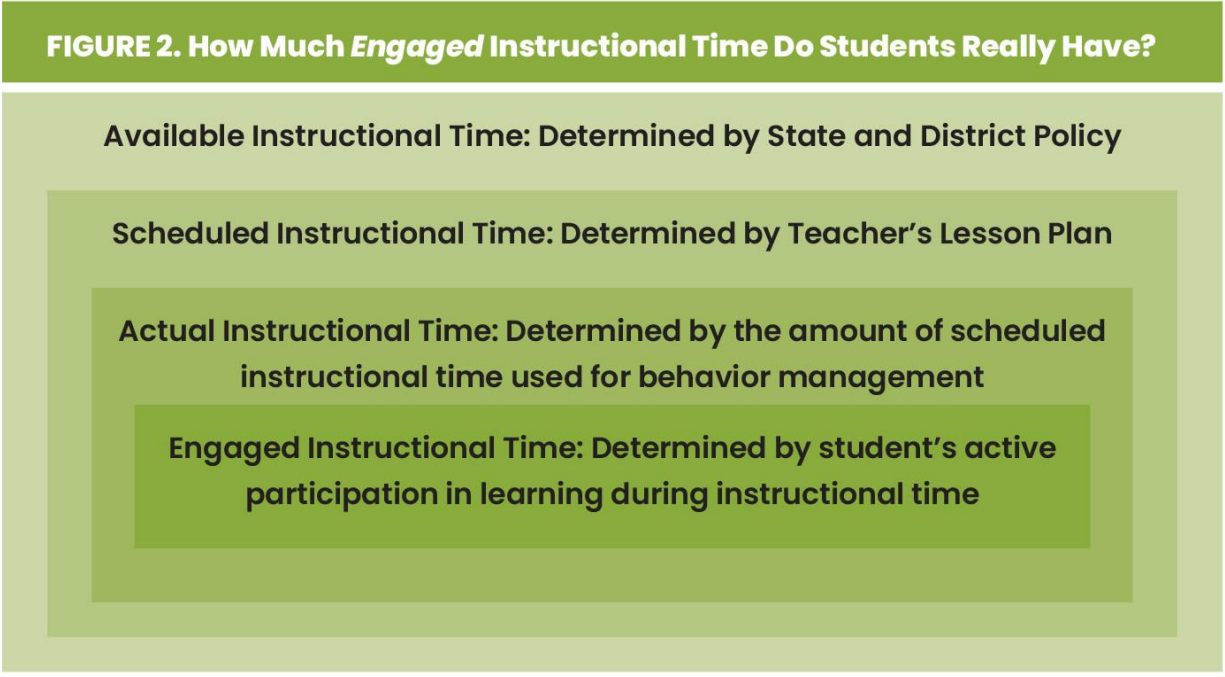 FIGURE 2. How Much Engaged Instructional Time Do Students Really Have?
Available Instructional Time: Determined by State and District Policy
Scheduled Instructional Time: Determined by Teacher’s Lesson Plan
Actual Instructional Time: Determined by the amount of scheduled
instructional time used for behavior management
Engaged Instructional Time: Determined by student’s active
participation in learning during instructional time